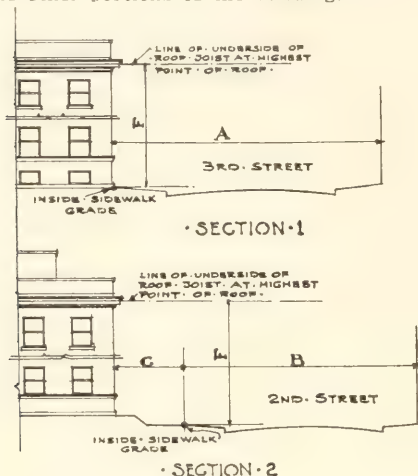 LINE·OF·UNDERSIDE OF
ROOF·JOIST·AT·HIGHEST
POINT·OF·ROOF·
F
A
3RD·STREET
INSIDE·SIDEWALK
GRADE
·SECTION·1
LINE OF·UNDERSIDE OF
ROOF·JOIST·AT·HIGHEST
POINT·OF·ROOF·
C
F
B
2ND·STREET
INSIDE·SIDEWALK
GRADE
·SECTION·2